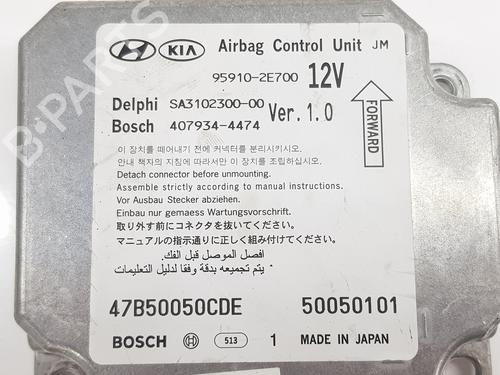 KIA Airbag Control Unit JM
95910-2E700 12V
Delphi SA3102300-00 Ver. 1.0
Bosch 407934-4474
FORWARD
이 장치를 떼어내기 전에 커넥터를 분리시키시오.
안내 책자의 지침에 따라서만 이 장치를 조립하십시오.
Detach connector before unmounting.
Assemble strictly according to manual instructions.
Vor Ausbau Stecker abziehen.
Einbau nur gemaess Wartungsvorschrift.
取り外す前にコネクタを抜いてください。
マニュアルの指示通りに正しく組み付けてください。
افصل الموصل قبل الفك.
يتم تجميعه بدقة وفقا لدليل التعليمات.
47B50050CDE 50050101
BOSCH 513 1 MADE IN JAPAN
B-PARTS